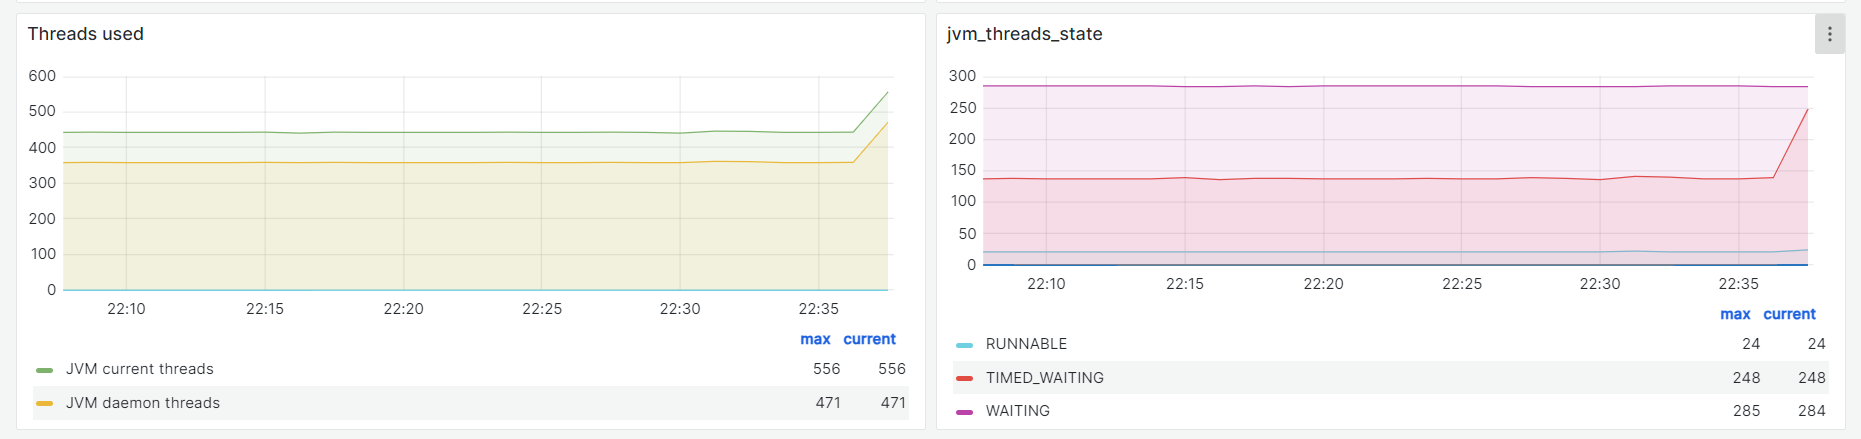 Threads used
600
500
400
300
200
100
0
22:10 22:15 22:20 22:25 22:30 22:35
max current
JVM current threads 556 556
JVM daemon threads 471 471
jvm_threads_state
300
250
200
150
100
50
0
22:10 22:15 22:20 22:25 22:30 22:35
max current
RUNNABLE 24 24
TIMED_WAITING 248 248
WAITING 285 284